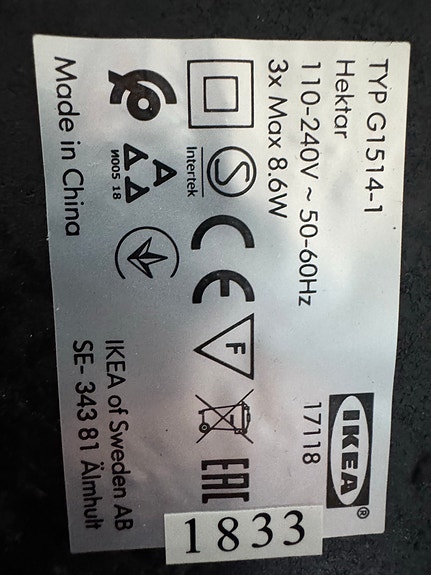 TYP G1514-1
Hektar
110-240V ~ 50-60Hz
3x Max 8.6W
IKEA®
17118
S
Intertek
CE
F
EAC
A
И005 18
Made in China
IKEA of Sweden AB
SE- 343 81 Älmhult
1833